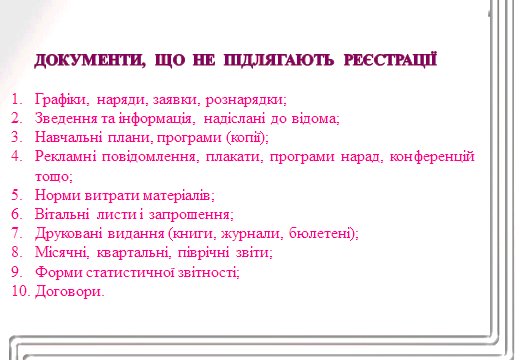 ДОКУМЕНТИ, ЩО НЕ ПІДЛЯГАЮТЬ РЕЄСТРАЦІЇ
1. Графіки, наряди, заявки, рознарядки;
2. Зведення та інформація, надіслані до відома;
3. Навчальні плани, програми (копії);
4. Рекламні повідомлення, плакати, програми нарад, конференцій
тощо;
5. Норми витрати матеріалів;
6. Вітальні листи і запрошення;
7. Друковані видання (книги, журнали, бюлетені);
8. Місячні, квартальні, піврічні звіти;
9. Форми статистичної звітності;
10. Договори.